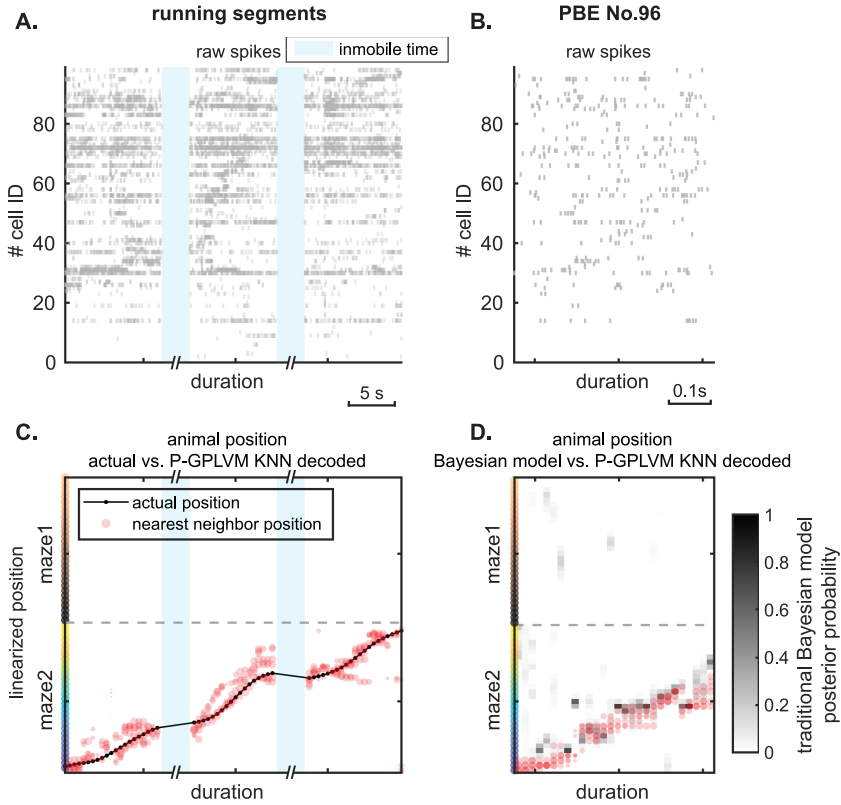 A.
running segments
B.
PBE No.96
raw spikes
inmobile time
raw spikes
# cell ID
80
60
40
20
0
duration
5 s
# cell ID
80
60
40
20
0
duration
0.1s
C.
animal position
actual vs. P-GPLVM KNN decoded
actual position
nearest neighbor position
linearized position
maze1
maze2
duration
D.
animal position
Bayesian model vs. P-GPLVM KNN decoded
maze1
maze2
duration
1
0.8
0.6
0.4
0.2
0
traditional Bayesian model
posterior probability